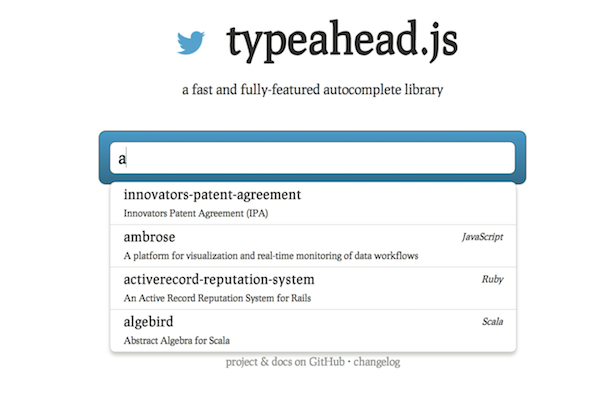 typeahead.js
a fast and fully-featured autocomplete library
a
innovators-patent-agreement
Innovators Patent Agreement (IPA)
ambrose JavaScript
A platform for visualization and real-time monitoring of data workflows
activerecord-reputation-system Ruby
An Active Record Reputation System for Rails
algebird Scala
Abstract Algebra for Scala
project & docs on GitHub · changelog